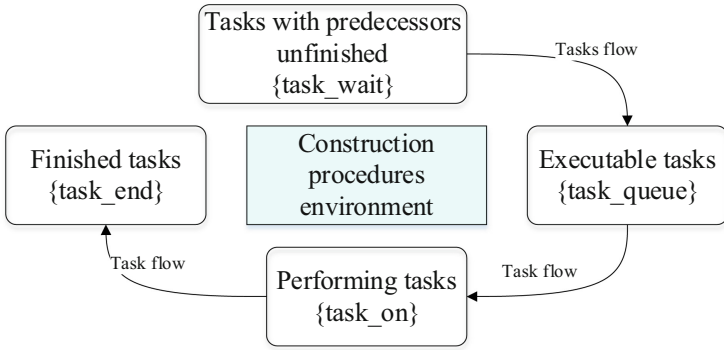 Tasks with predecessors
unfinished
{task_wait}
Tasks flow
Finished tasks
{task_end}
Construction
procedures
environment
Executable tasks
{task_queue}
Task flow
Task flow
Performing tasks
{task_on}